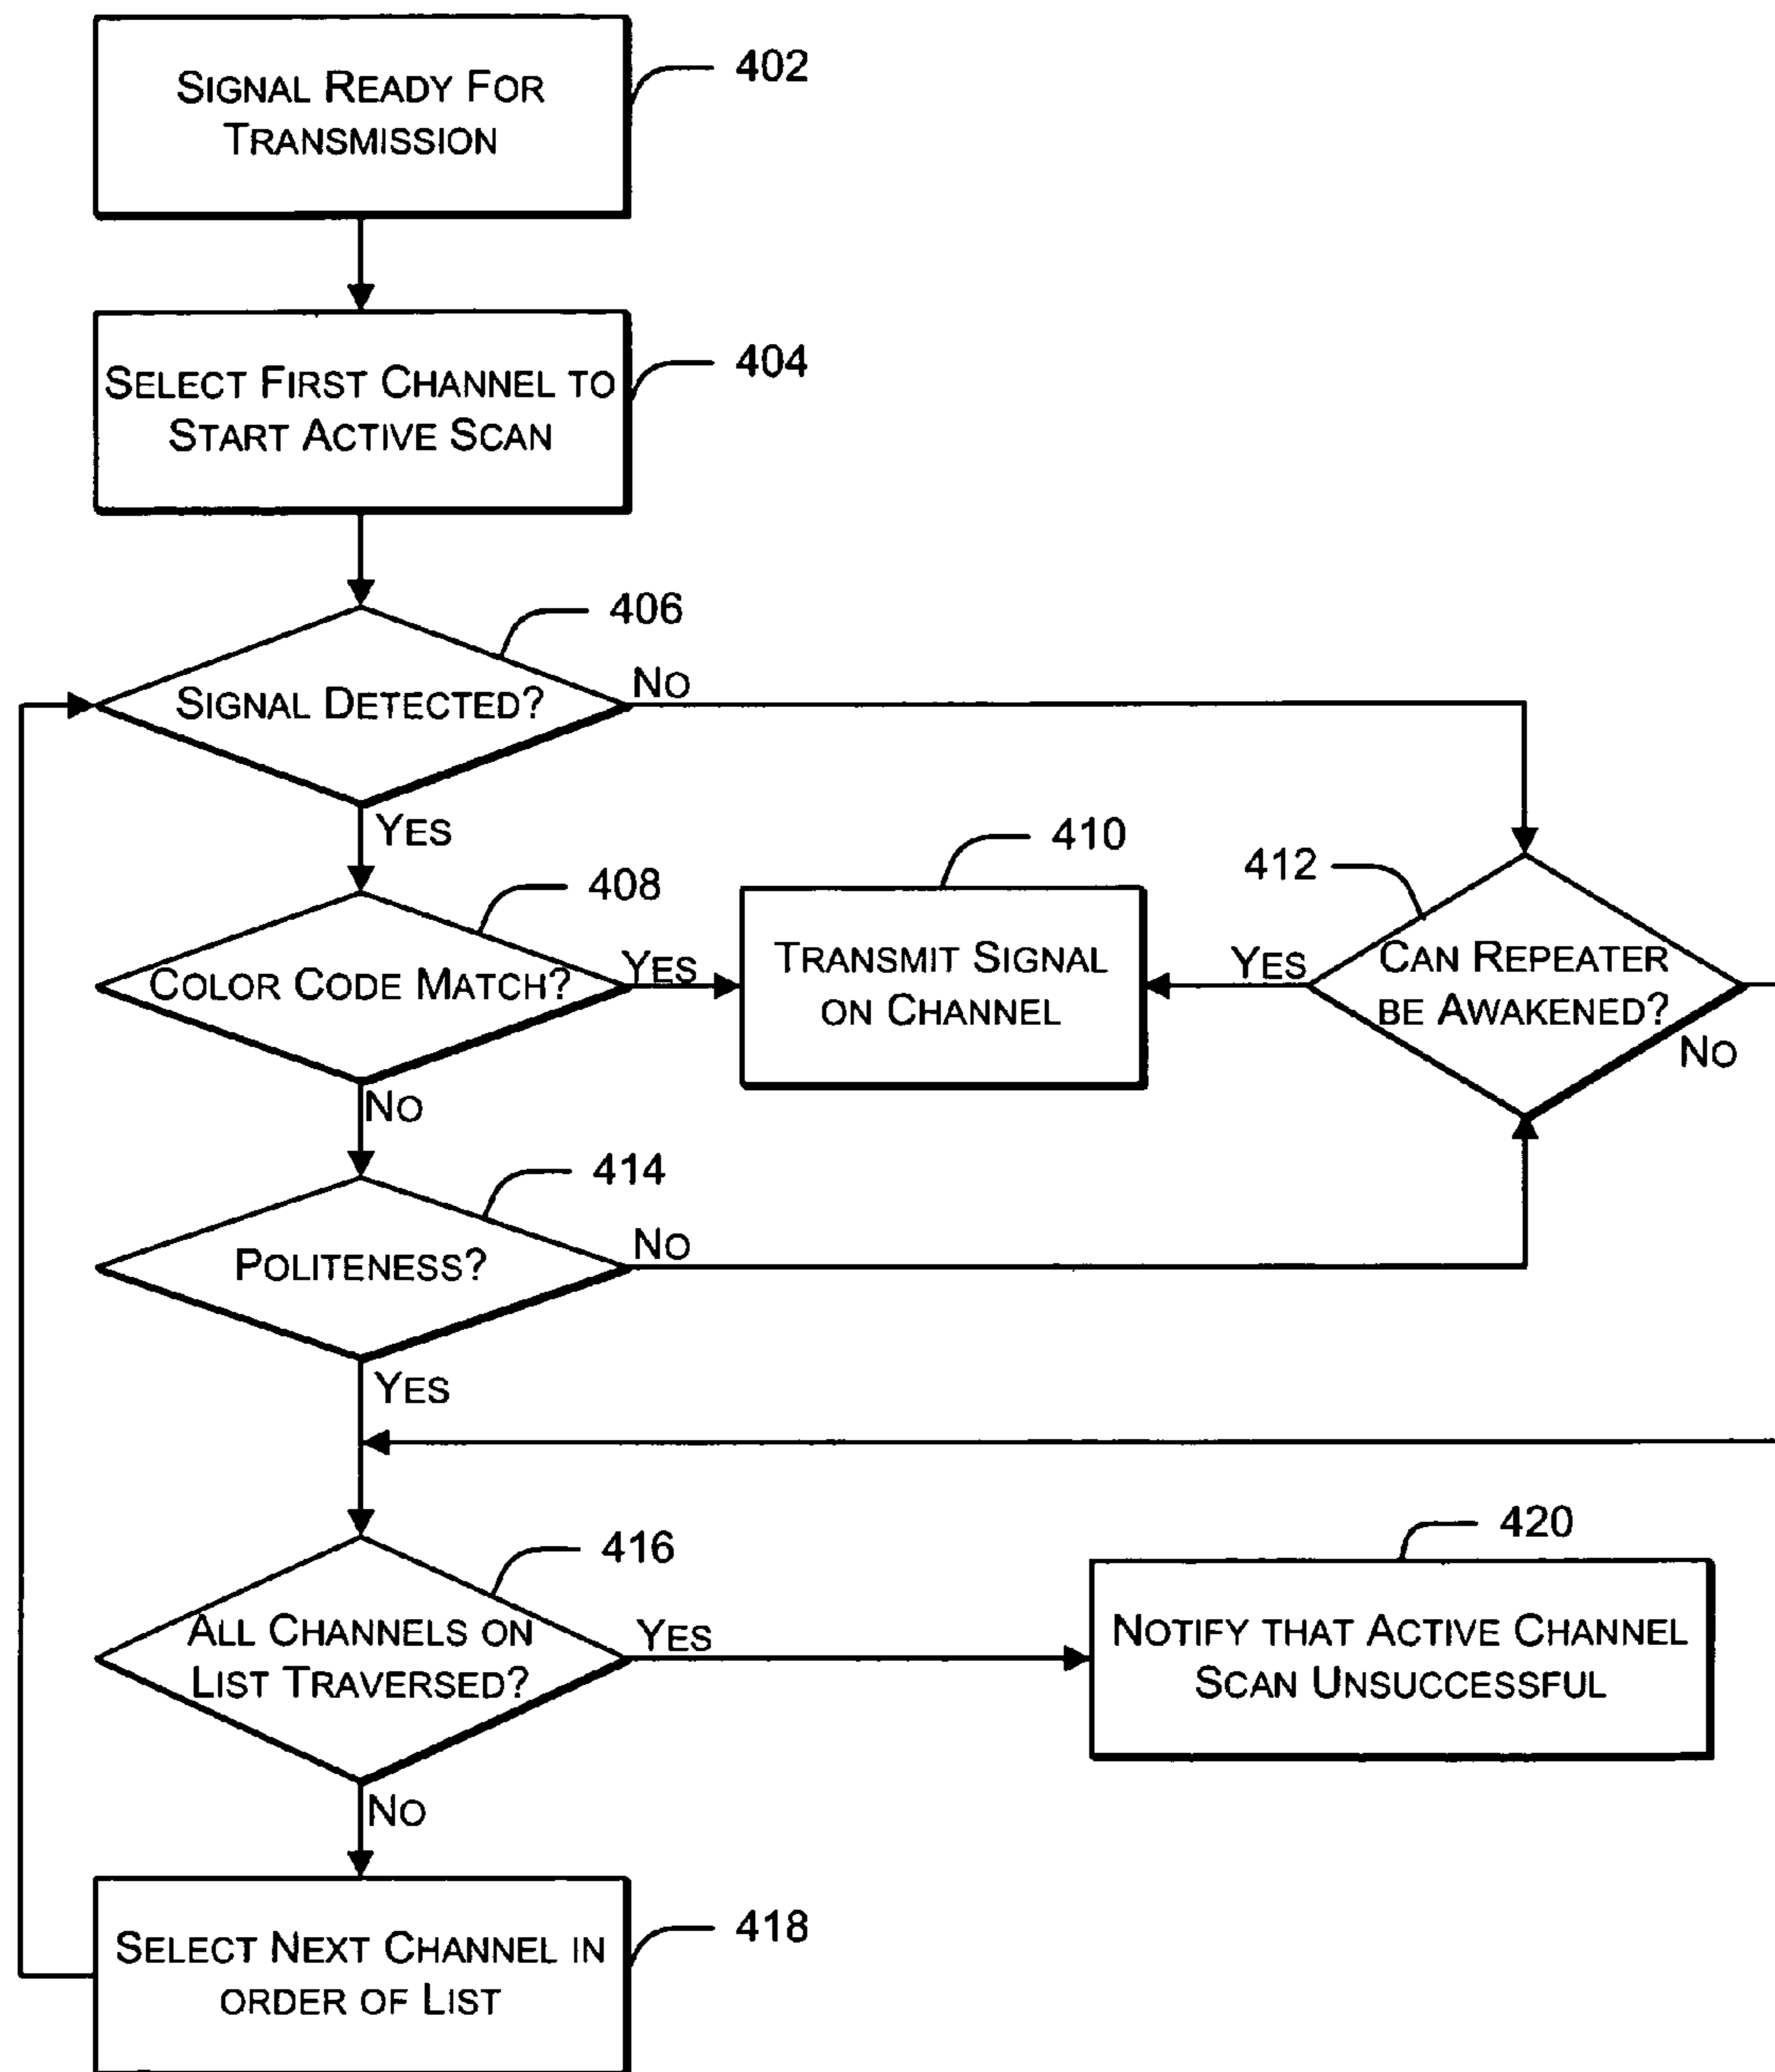 SIGNAL READY FOR
TRANSMISSION
402
SELECT FIRST CHANNEL TO
START ACTIVE SCAN
404
SIGNAL DETECTED?
406
NO
YES
COLOR CODE MATCH?
408
YES
NO
TRANSMIT SIGNAL
ON CHANNEL
410
CAN REPEATER
BE AWAKENED?
412
YES
NO
POLITENESS?
414
NO
YES
ALL CHANNELS ON
LIST TRAVERSED?
416
YES
NO
NOTIFY THAT ACTIVE CHANNEL
SCAN UNSUCCESSFUL
420
SELECT NEXT CHANNEL IN
ORDER OF LIST
418